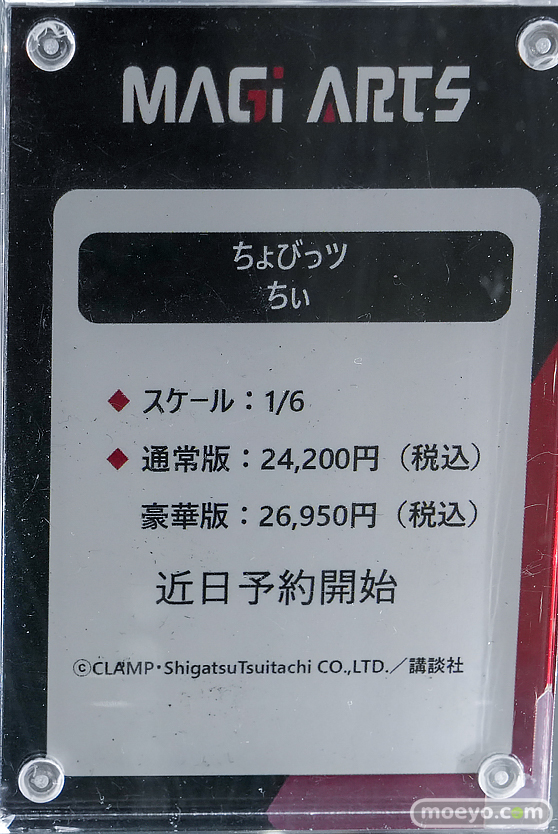 MAGi ARTS
ちょびっツ
ちぃ
◆ スケール：1/6
◆ 通常版：24,200円（税込）
豪華版：26,950円（税込）
近日予約開始
©CLAMP・ShigatsuTsuitachi CO.,LTD.／講談社
moeyo.com